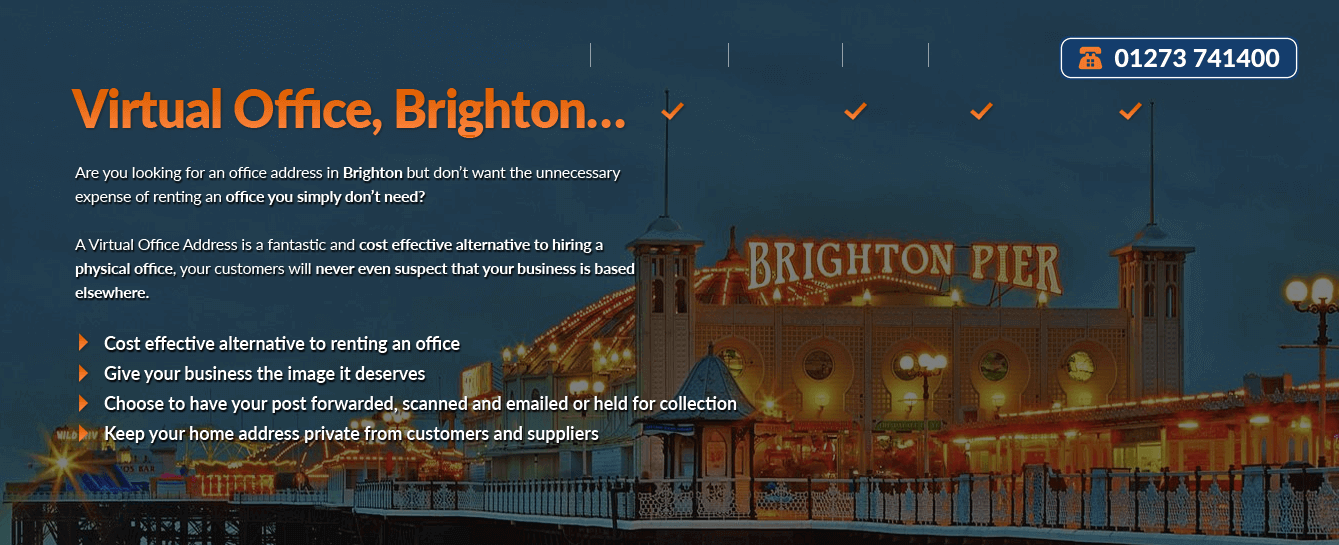 01273 741400
Virtual Office, Brighton...
Are you looking for an office address in Brighton but don't want the unnecessary
expense of renting an office you simply don't need?
A Virtual Office Address is a fantastic and cost effective alternative to hiring a
physical office, your customers will never even suspect that your business is based
elsewhere.
Cost effective alternative to renting an office
Give your business the image it deserves
Choose to have your post forwarded, scanned and emailed or held for collection
Keep your home address private from customers and suppliers
BRIGHTON PIER